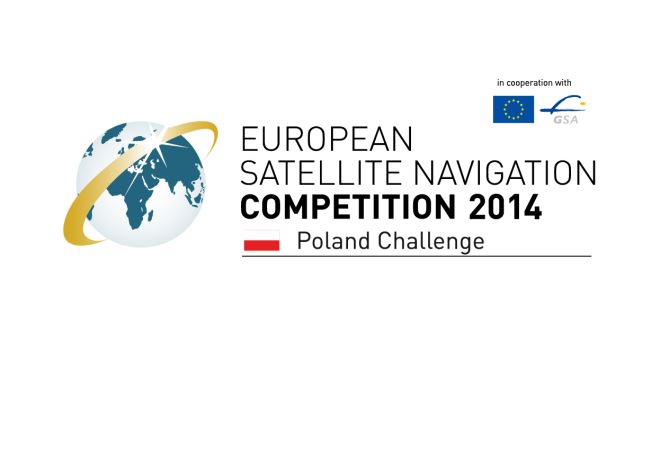 in cooperation with
GSA
EUROPEAN
SATELLITE NAVIGATION
COMPETITION 2014
Poland Challenge